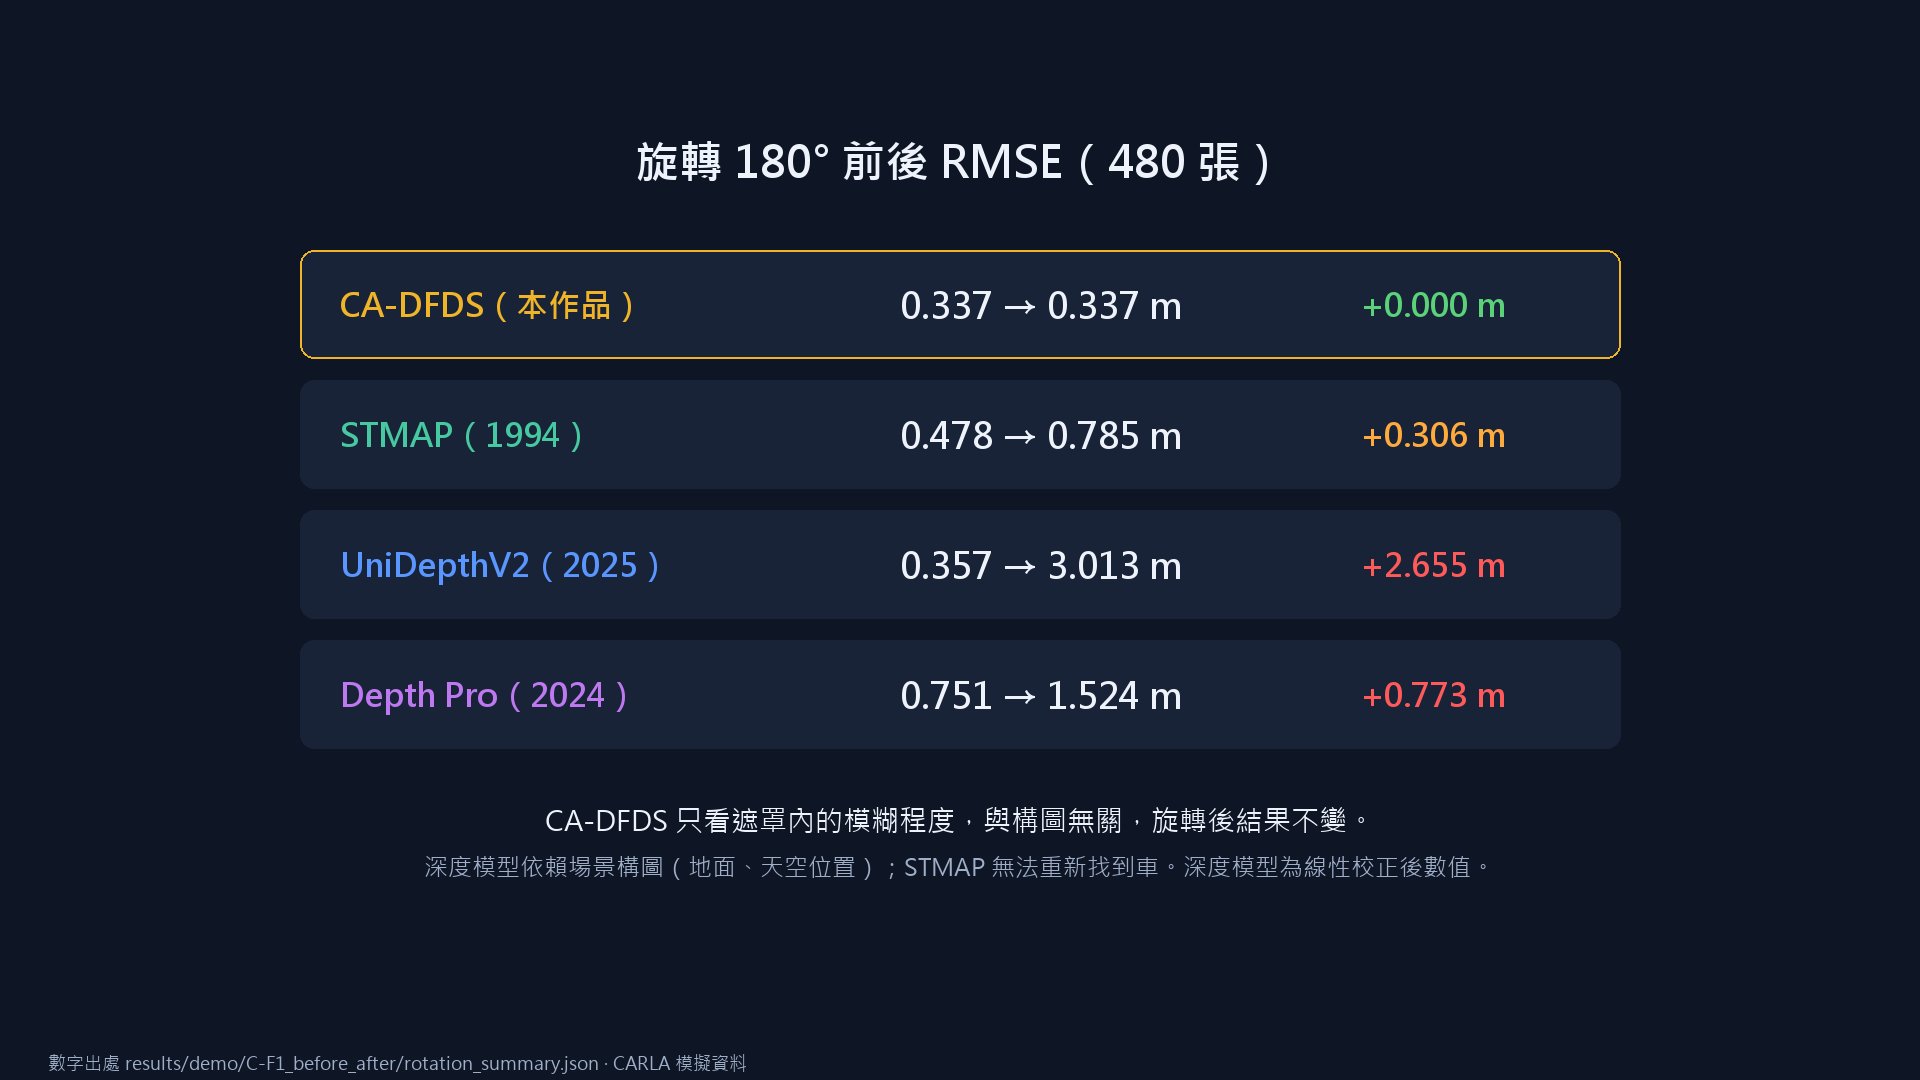 旋轉 180° 前後 RMSE（480 張）
CA-DFDS（本作品） 0.337 → 0.337 m +0.000 m
STMAP（1994） 0.478 → 0.785 m +0.306 m
UniDepthV2（2025） 0.357 → 3.013 m +2.655 m
Depth Pro（2024） 0.751 → 1.524 m +0.773 m
CA-DFDS 只看遮罩內的模糊程度，與構圖無關，旋轉後結果不變。
深度模型依賴場景構圖（地面、天空位置）；STMAP 無法重新找到車。深度模型為線性校正後數值。
數字出處 results/demo/C-F1_before_after/rotation_summary.json · CARLA 模擬資料